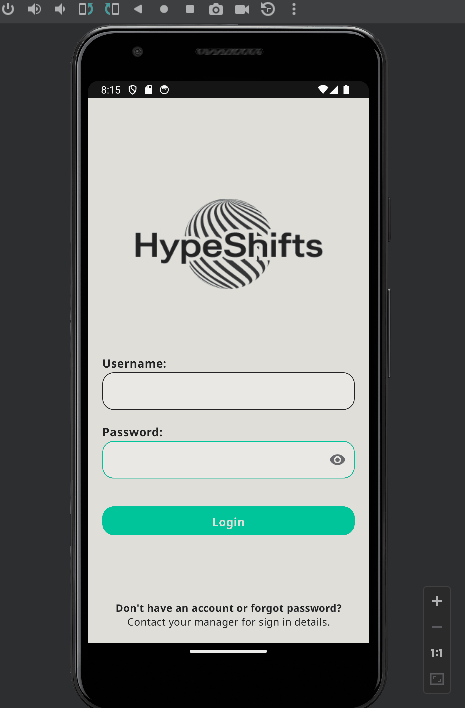 8:15
HypeShifts
Username:
Password:
Login
Don't have an account or forgot password?
Contact your manager for sign in details.
1:1